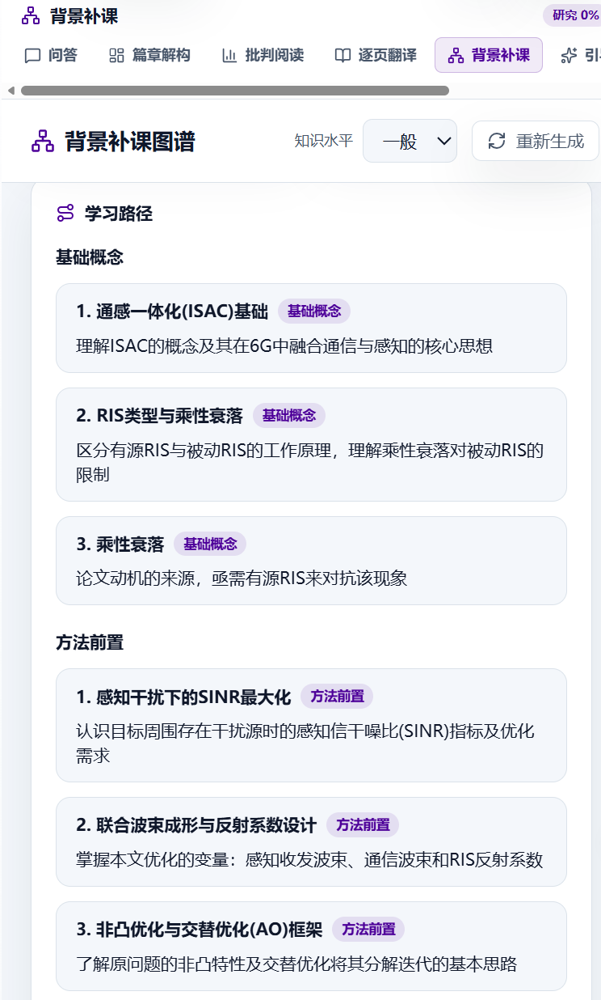 背景补课
研究 0%
问答
篇章解构
批判阅读
逐页翻译
背景补课
引
背景补课图谱
知识水平
一般
重新生成
学习路径
基础概念
1. 通感一体化(ISAC)基础 基础概念
理解ISAC的概念及其在6G中融合通信与感知的核心思想
2. RIS类型与乘性衰落 基础概念
区分有源RIS与被动RIS的工作原理，理解乘性衰落对被动RIS的
限制
3. 乘性衰落 基础概念
论文动机的来源，亟需有源RIS来对抗该现象
方法前置
1. 感知干扰下的SINR最大化 方法前置
认识目标周围存在干扰源时的感知信干噪比(SINR)指标及优化
需求
2. 联合波束成形与反射系数设计 方法前置
掌握本文优化的变量：感知收发波束、通信波束和RIS反射系数
3. 非凸优化与交替优化(AO)框架 方法前置
了解原问题的非凸特性及交替优化将其分解迭代的基本思路